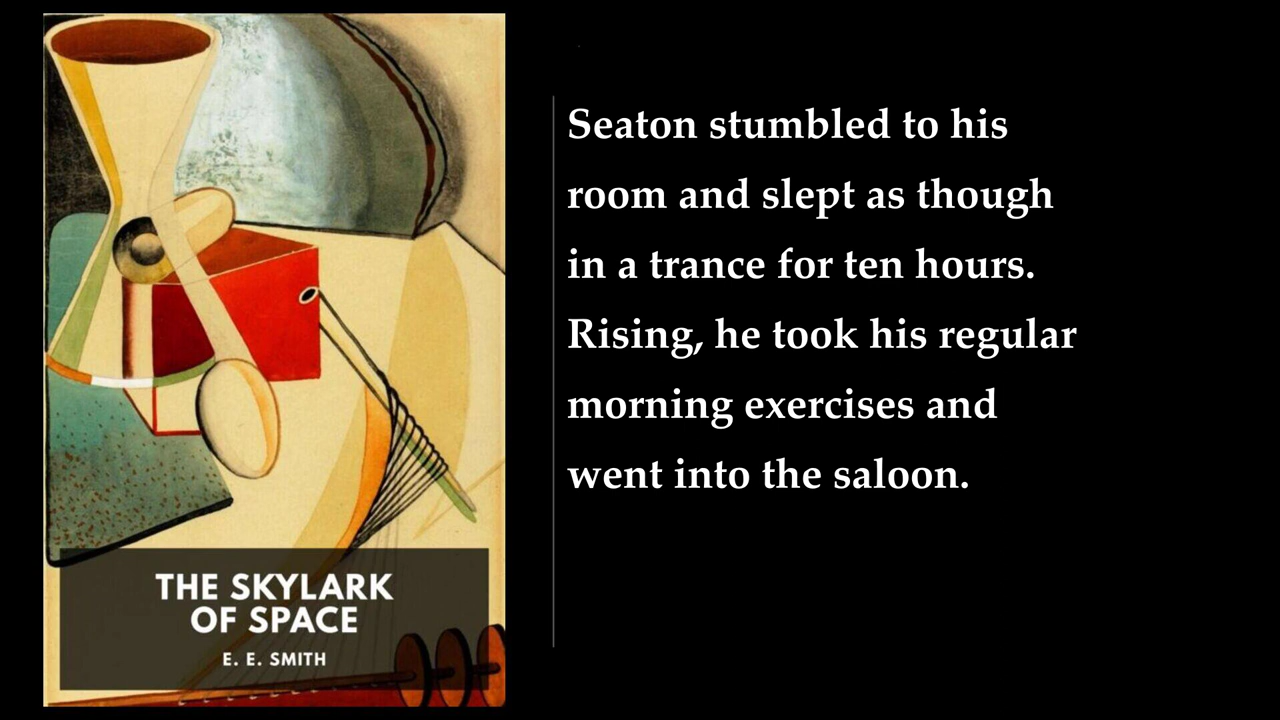 THE SKYLARK
OF SPACE
E. E. SMITH
Seaton stumbled to his
room and slept as though
in a trance for ten hours.
Rising, he took his regular
morning exercises and
went into the saloon.